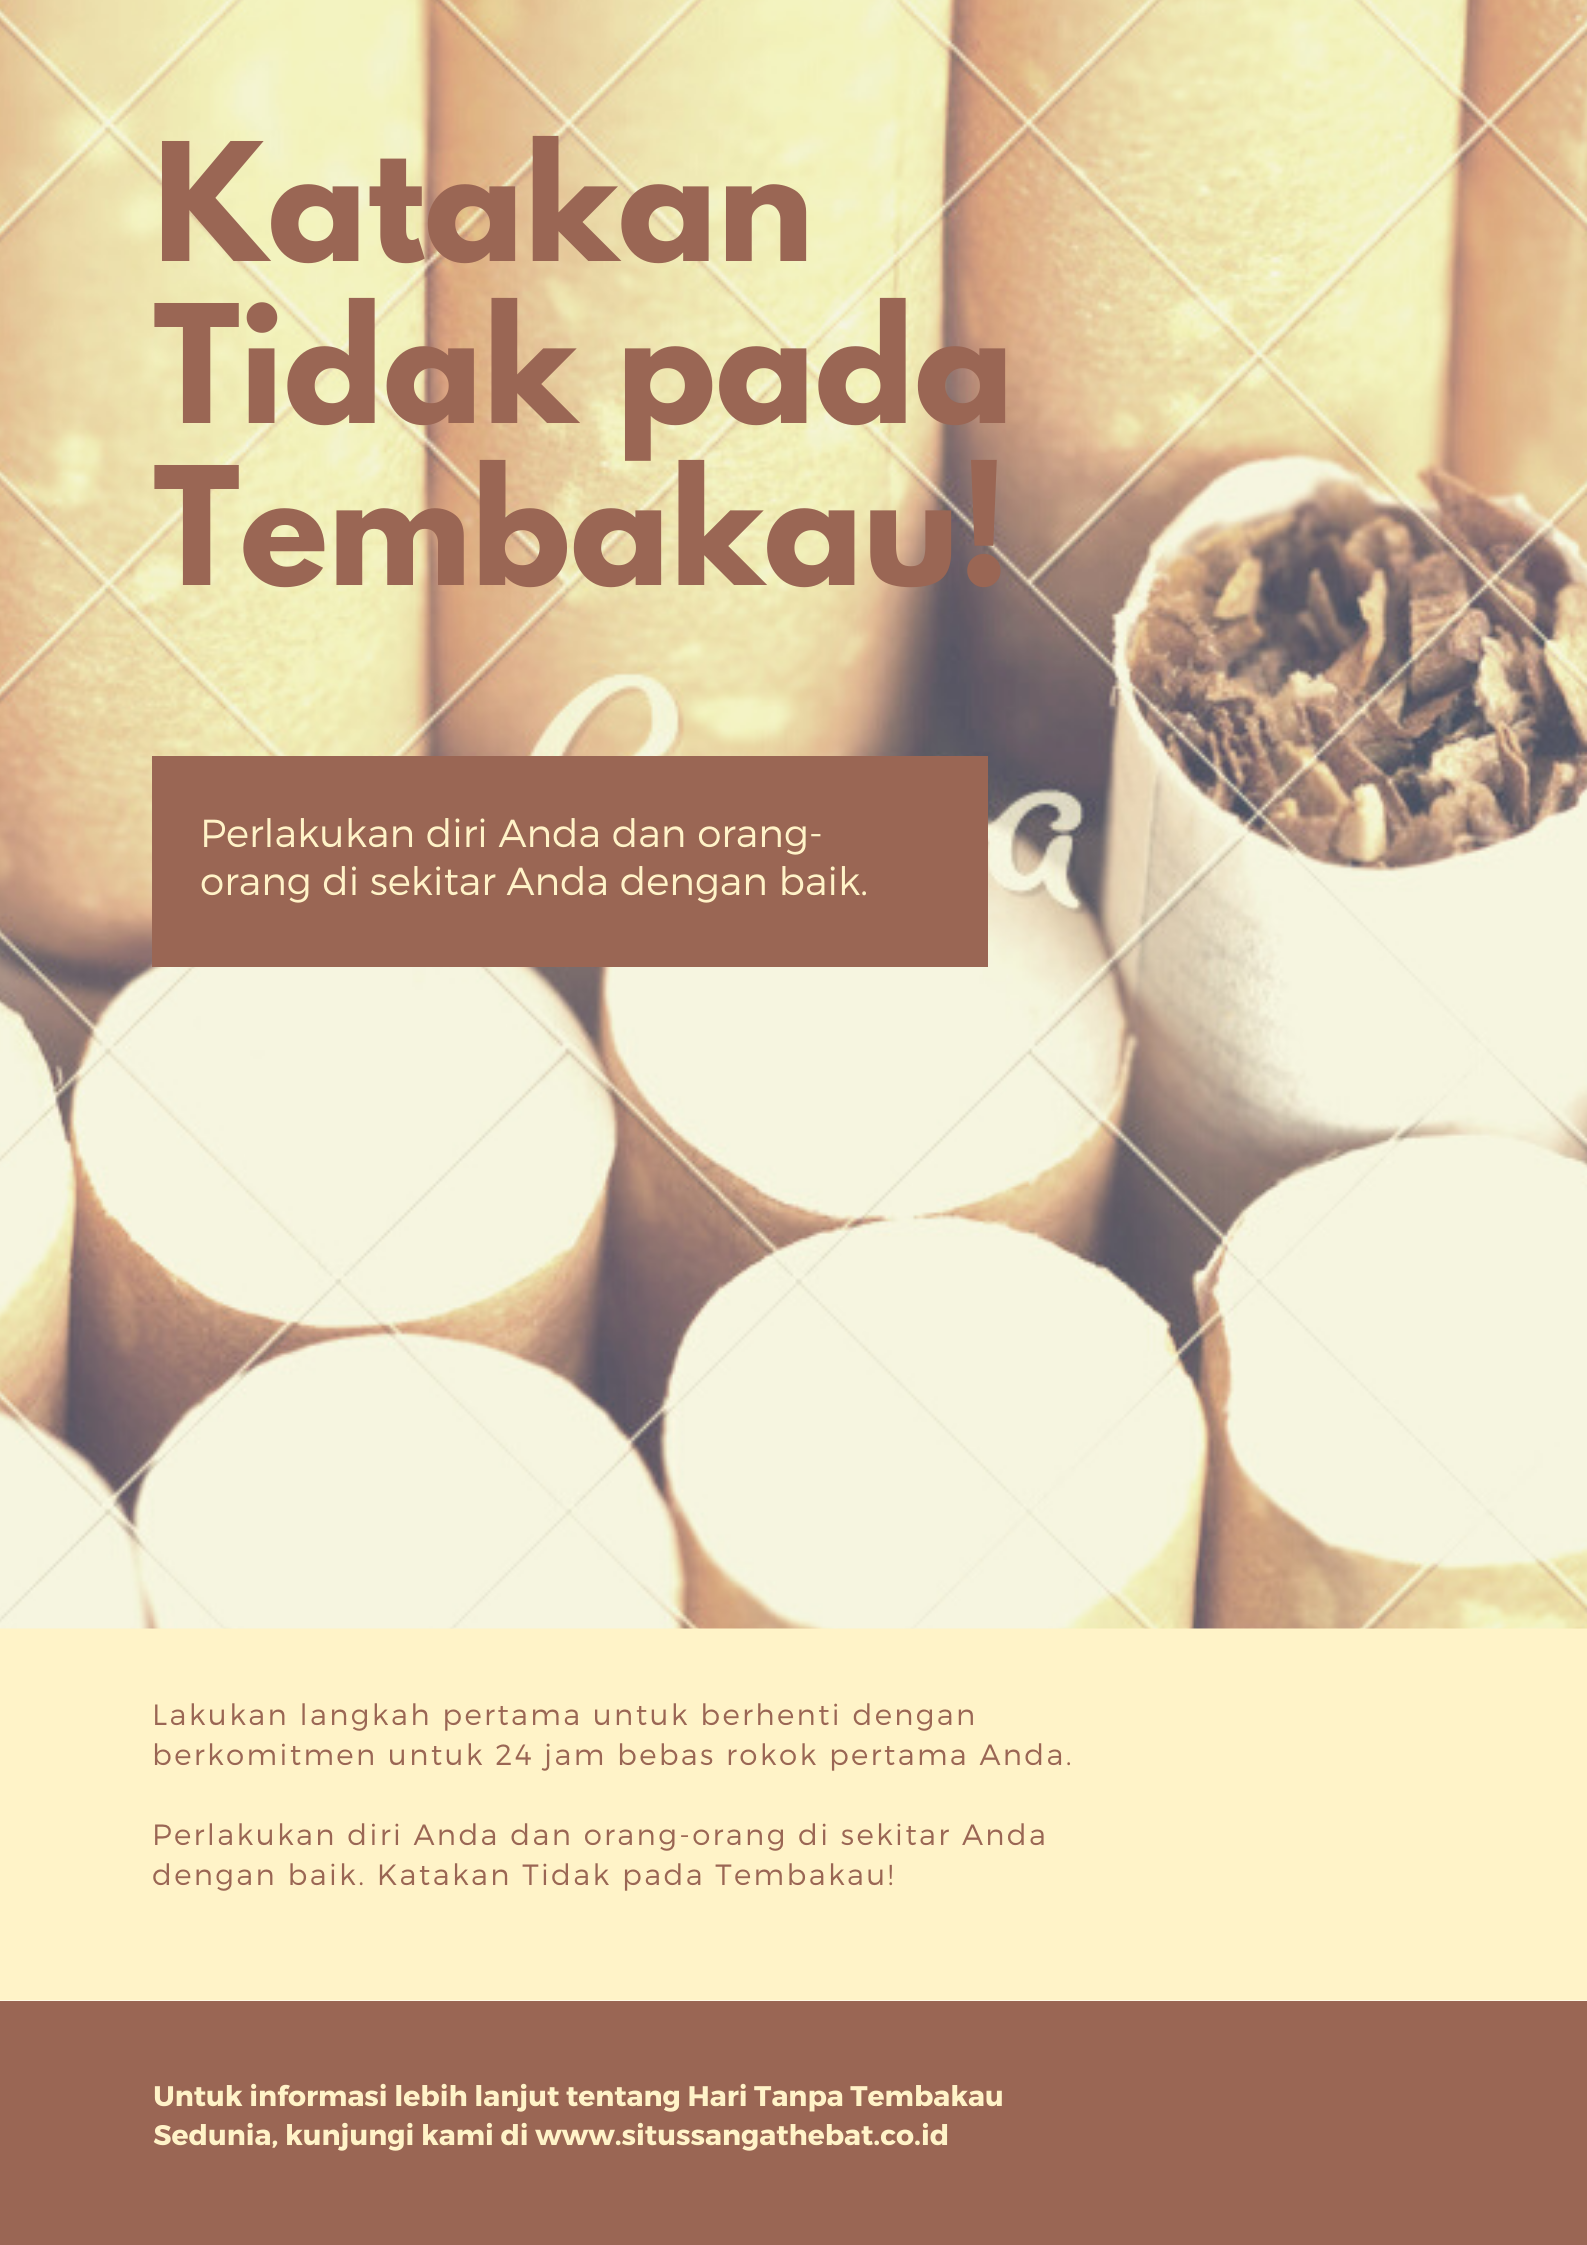 Katakan
Tidak pada
Tembakau!
Perlakukan diri Anda dan orang-
orang di sekitar Anda dengan baik.
Lakukan langkah pertama untuk berhenti dengan
berkomitmen untuk 24 jam bebas rokok pertama Anda.
Perlakukan diri Anda dan orang-orang di sekitar Anda
dengan baik. Katakan Tidak pada Tembakau!
Untuk informasi lebih lanjut tentang Hari Tanpa Tembakau
Sedunia, kunjungi kami di www.situssangathebat.co.id